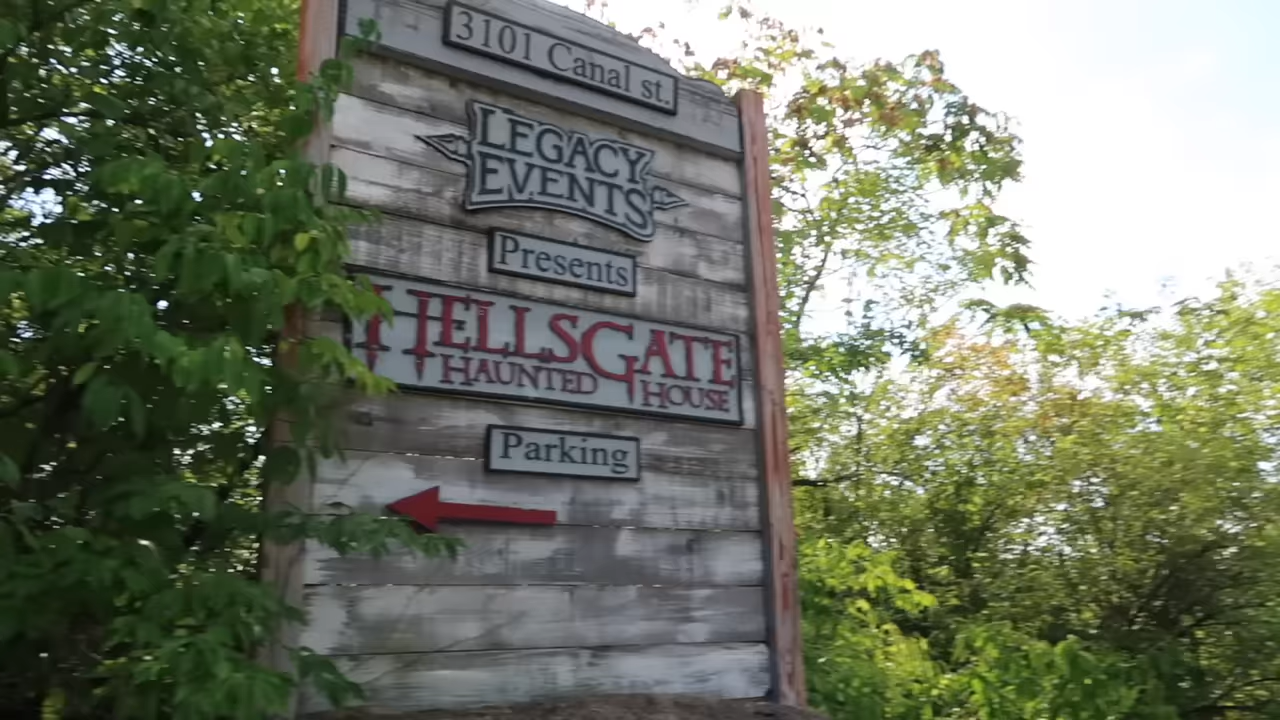 3101 Canal st.
LEGACY
EVENTS
Presents
HELLSGATE
HAUNTED HOUSE
Parking